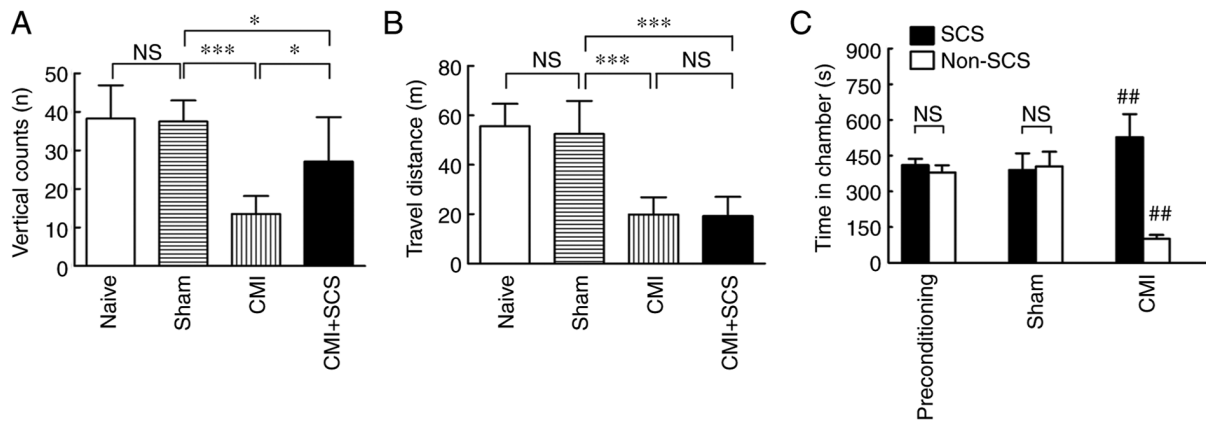 A
Vertical counts (n)
50
40
30
20
10
0
NS
***
*
*
Naive
Sham
CMI
CMI+SCS
B
Travel distance (m)
80
60
40
20
0
NS
***
NS
***
Naive
Sham
CMI
CMI+SCS
C
SCS
Non-SCS
Time in chamber (s)
900
750
600
450
300
150
0
NS
NS
##
##
Preconditioning
Sham
CMI